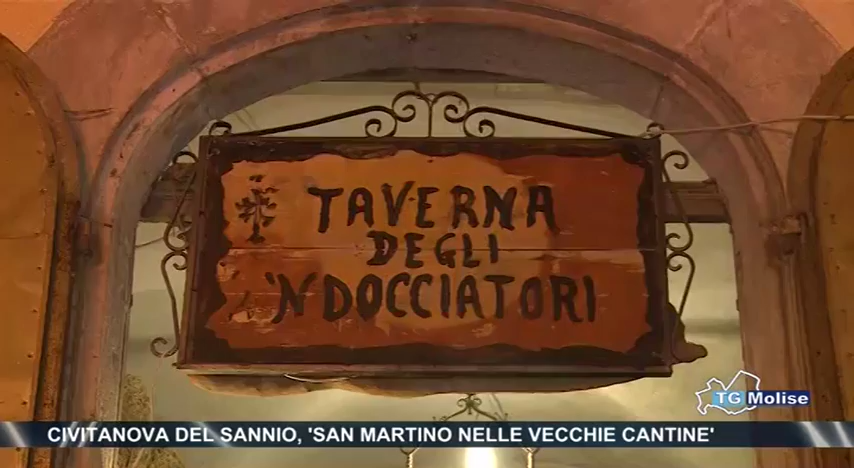 TAVERNA
DEGLI
'NDOCCIATORI
TG Molise
CIVITANOVA DEL SANNIO, 'SAN MARTINO NELLE VECCHIE CANTINE'